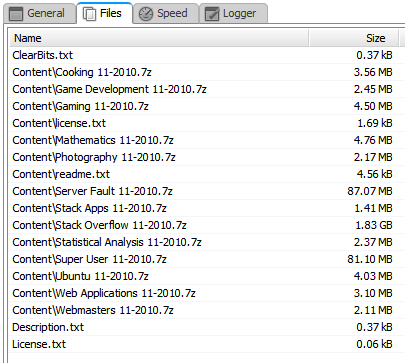 General Files Speed Logger
Name Size
ClearBits.txt 0.37 kB
Content\Cooking 11-2010.7z 3.56 MB
Content\Game Development 11-2010.7z 2.45 MB
Content\Gaming 11-2010.7z 4.50 MB
Content\license.txt 1.69 kB
Content\Mathematics 11-2010.7z 4.76 MB
Content\Photography 11-2010.7z 2.17 MB
Content\readme.txt 4.56 kB
Content\Server Fault 11-2010.7z 87.07 MB
Content\Stack Apps 11-2010.7z 1.41 MB
Content\Stack Overflow 11-2010.7z 1.83 GB
Content\Statistical Analysis 11-2010.7z 2.37 MB
Content\Super User 11-2010.7z 81.10 MB
Content\Ubuntu 11-2010.7z 4.03 MB
Content\Web Applications 11-2010.7z 3.10 MB
Content\Webmasters 11-2010.7z 2.11 MB
Description.txt 0.37 kB
License.txt 0.06 kB